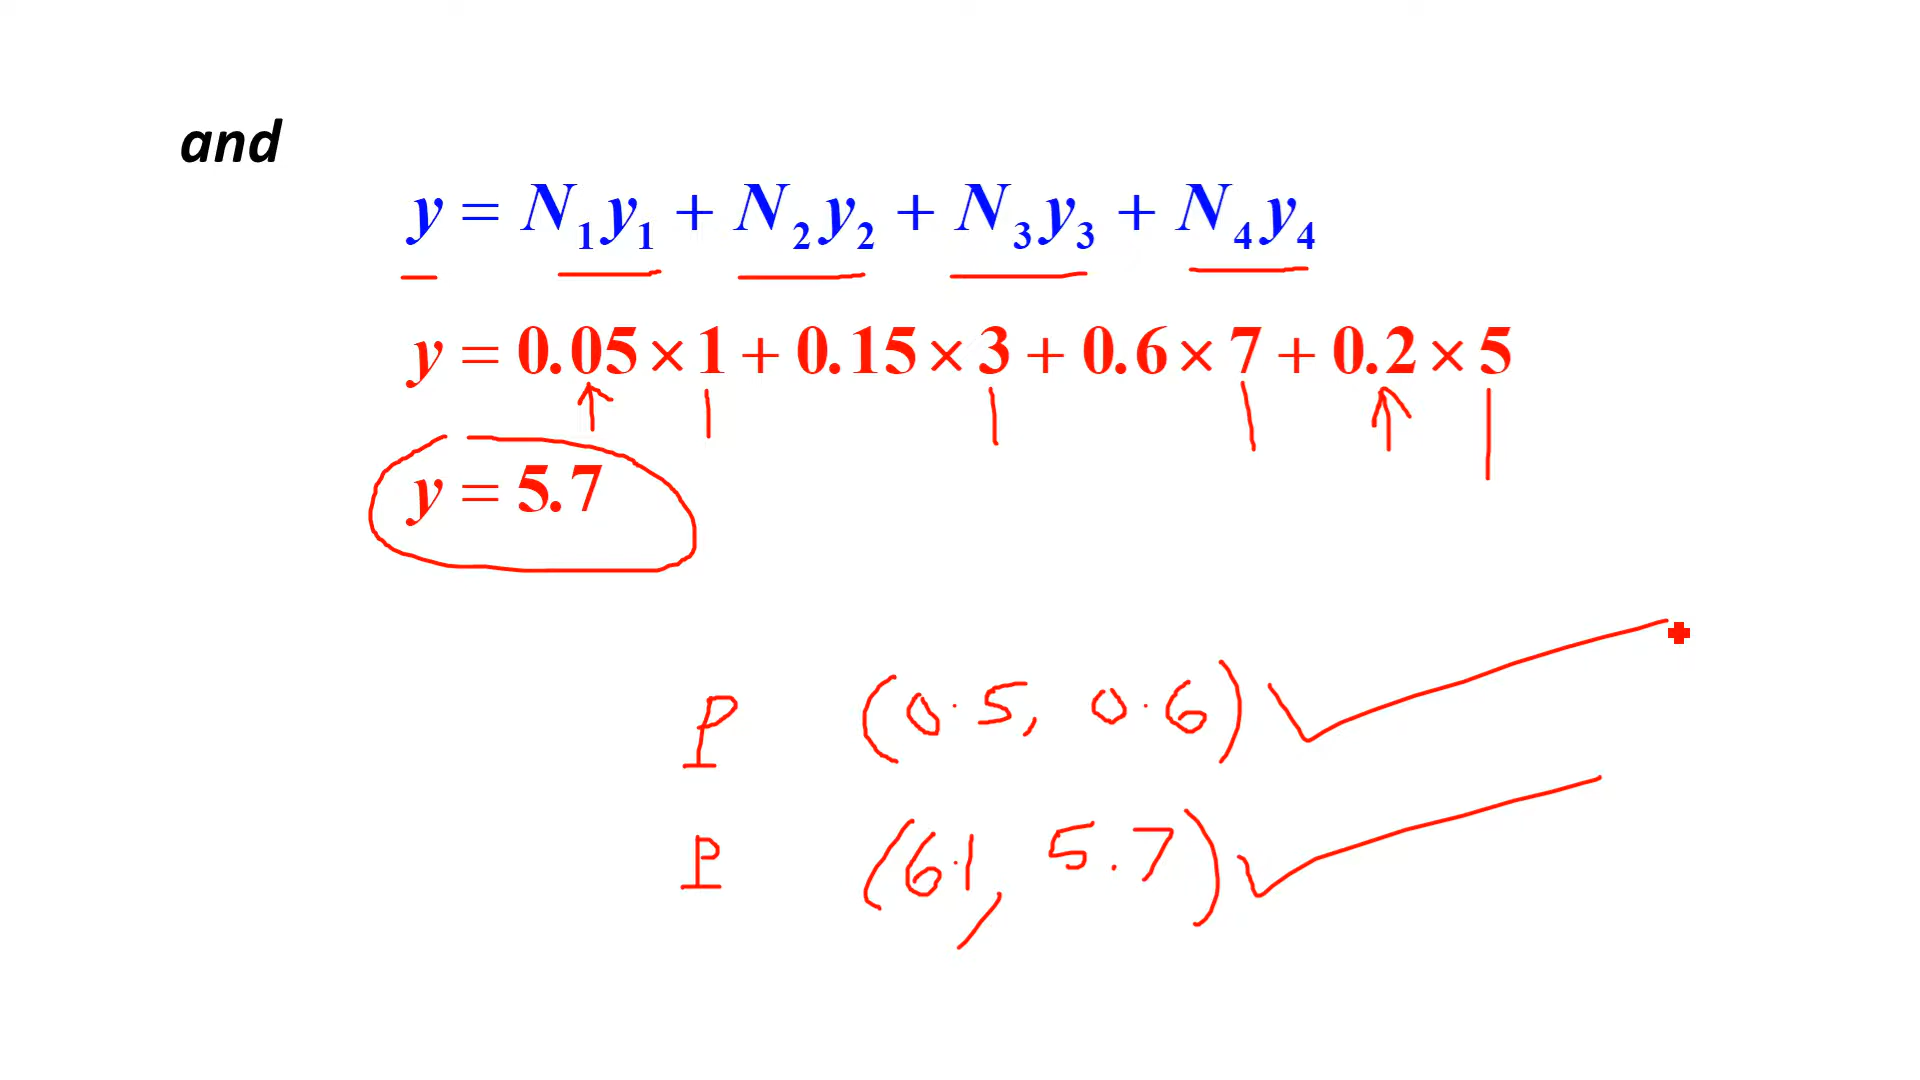 and
y = N₁y₁ + N₂y₂ + N₃y₃ + N₄y₄
y = 0.05 × 1 + 0.15 × 3 + 0.6 × 7 + 0.2 × 5
y = 5.7
P (0.5, 0.6)
P (6.1, 5.7)